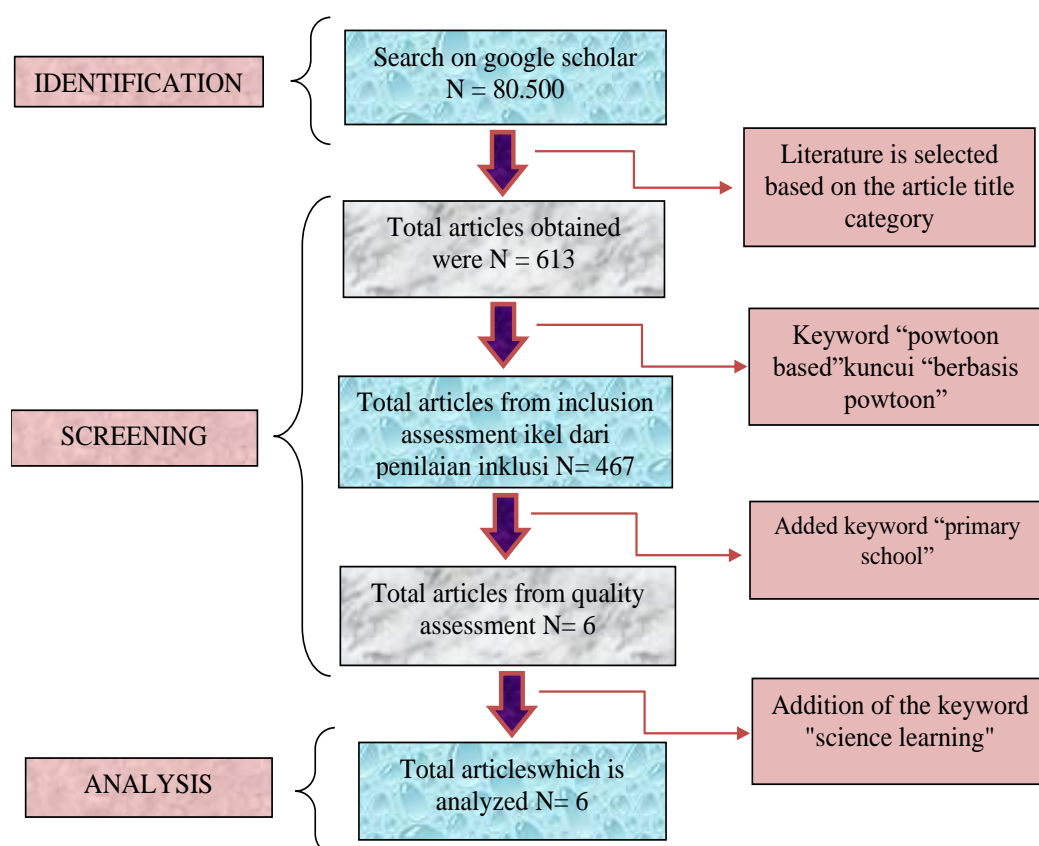 IDENTIFICATION
Search on google scholar
N = 80.500
Literature is selected
based on the article title
category
SCREENING
Total articles obtained
were N = 613
Keyword “powtoon
based”kuncui “berbasis
powtoon”
Total articles from inclusion
assessment ikel dari
penilaian inklusi N= 467
Added keyword “primary
school”
Total articles from quality
assessment N= 6
Addition of the keyword
"science learning"
ANALYSIS
Total articleswhich is
analyzed N= 6